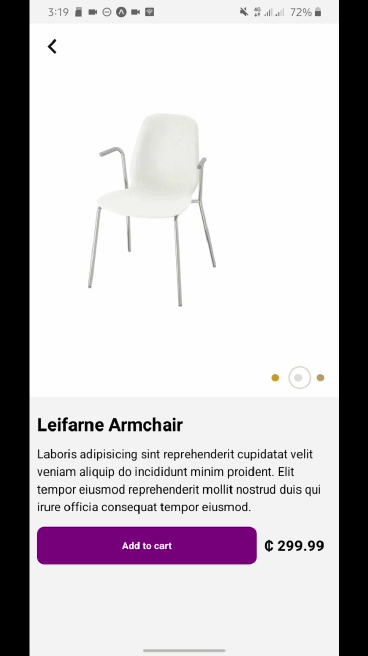 3:19
4G
72%
Leifarne Armchair
Laboris adipisicing sint reprehenderit cupidatat velit
veniam aliquip do incididunt minim proident. Elit
tempor eiusmod reprehenderit mollit nostrud duis qui
irure officia consequat tempor eiusmod.
Add to cart
₵ 299.99